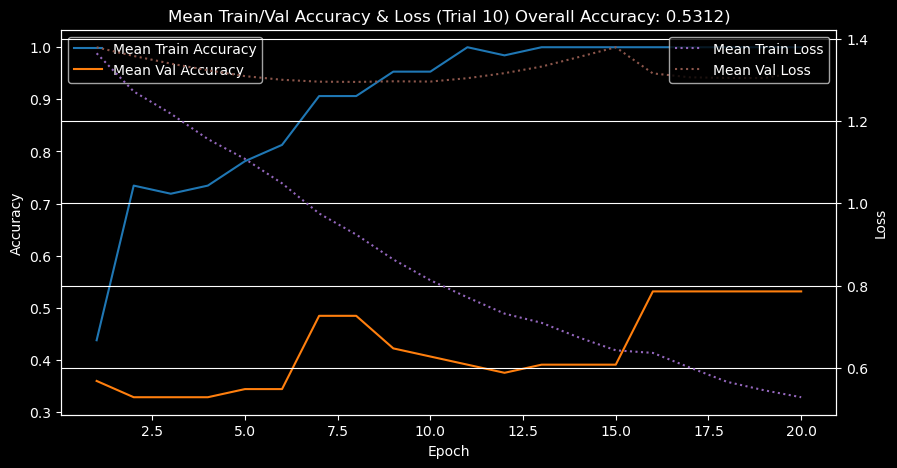 Mean Train/Val Accuracy & Loss (Trial 10) Overall Accuracy: 0.5312)
Mean Train Accuracy
Mean Val Accuracy
Mean Train Loss
Mean Val Loss
1.0
0.9
0.8
0.7
0.6
0.5
0.4
0.3
Accuracy
1.4
1.2
1.0
0.8
0.6
Loss
2.5 5.0 7.5 10.0 12.5 15.0 17.5 20.0
Epoch